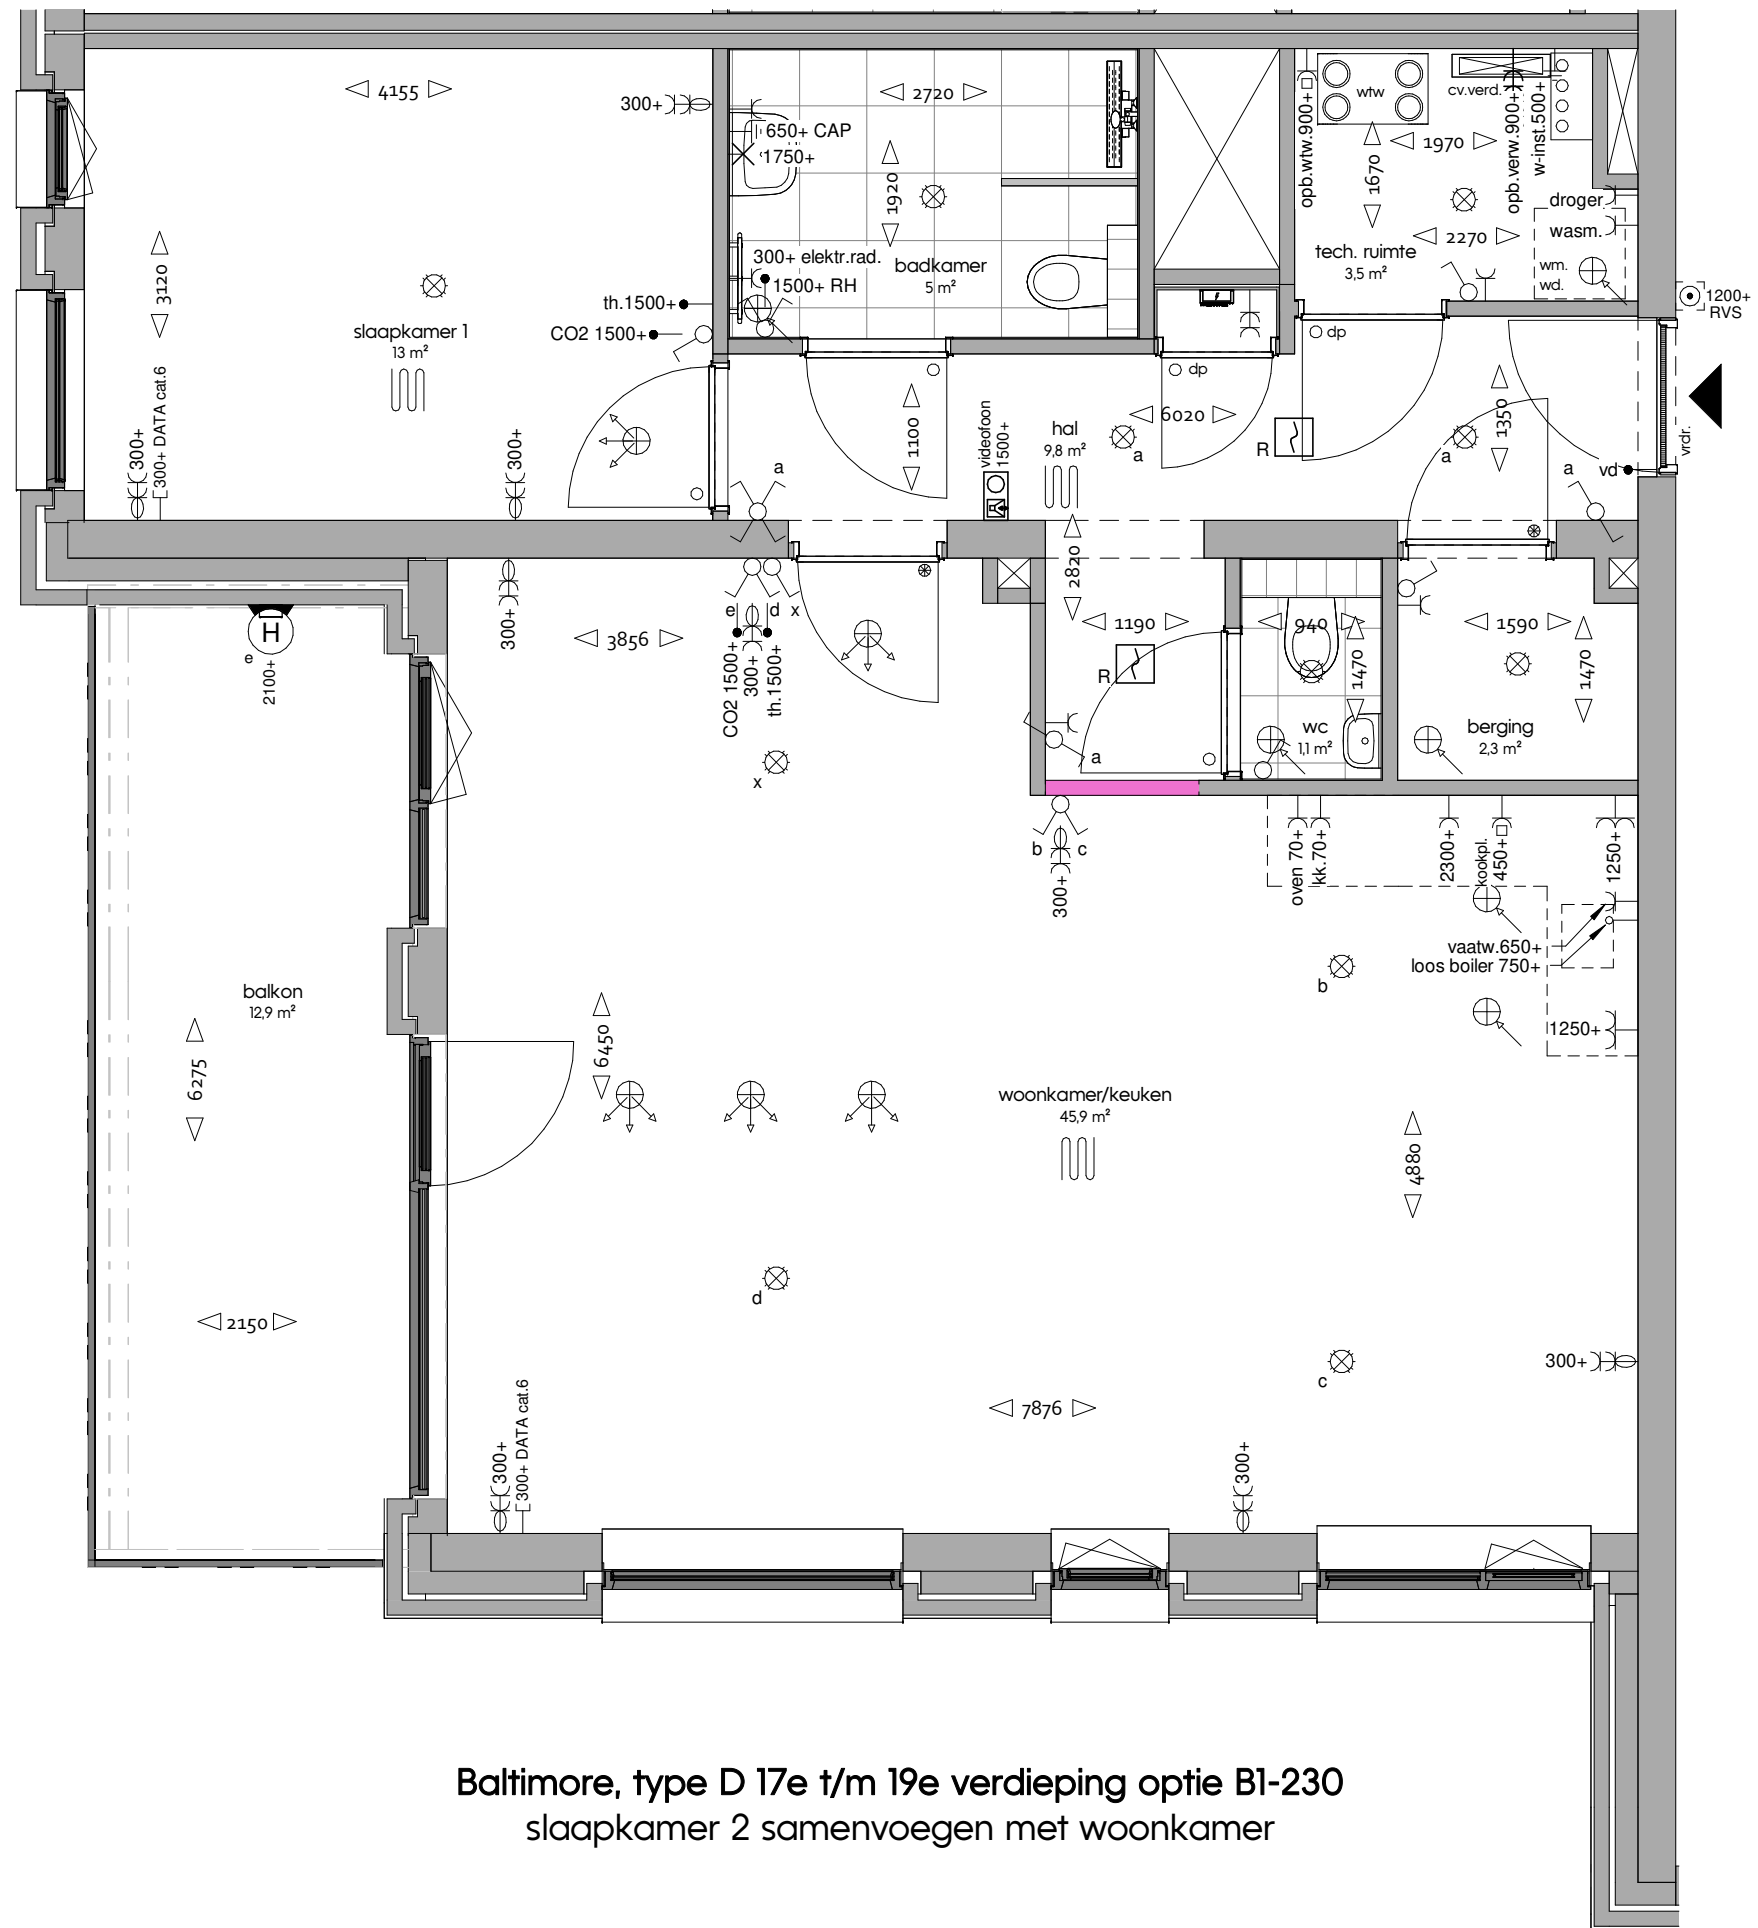 4155
300+
2720
650+ CAP
1750+
1920
300+ elektr.rad.
1500+ RH
badkamer
5 m²
3120
slaapkamer 1
13 m²
th.1500+
CO2 1500+
300+
300+ DATA cat.6
300+
opb.wtw.900+
wtw
cv.verd.
opb.verw.900+
w-inst.500+
1970
1670
2270
tech. ruimte
3,5 m²
droger
wasm.
wm.
wd.
1200+
RVS
dp
dp
1100
videofoon
1500+
hal
9,8 m²
6020
a
R
1350
a
a
vd
vrdr.
a
H
e
2100+
300+
3856
e
d
x
CO2 1500+
300+
th.1500+
x
2820
1190
R
a
940
1470
wc
1,1 m²
1590
1470
berging
2,3 m²
b
c
300+
oven 70+
kk.70+
2300+
kookpl.
450+
1250+
vaatw.650+
loos boiler 750+
1250+
b
balkon
12,9 m²
6275
2150
6450
woonkamer/keuken
45,9 m²
4880
d
c
300+
7876
300+
300+ DATA cat.6
300+
Baltimore, type D 17e t/m 19e verdieping optie B1-230
slaapkamer 2 samenvoegen met woonkamer